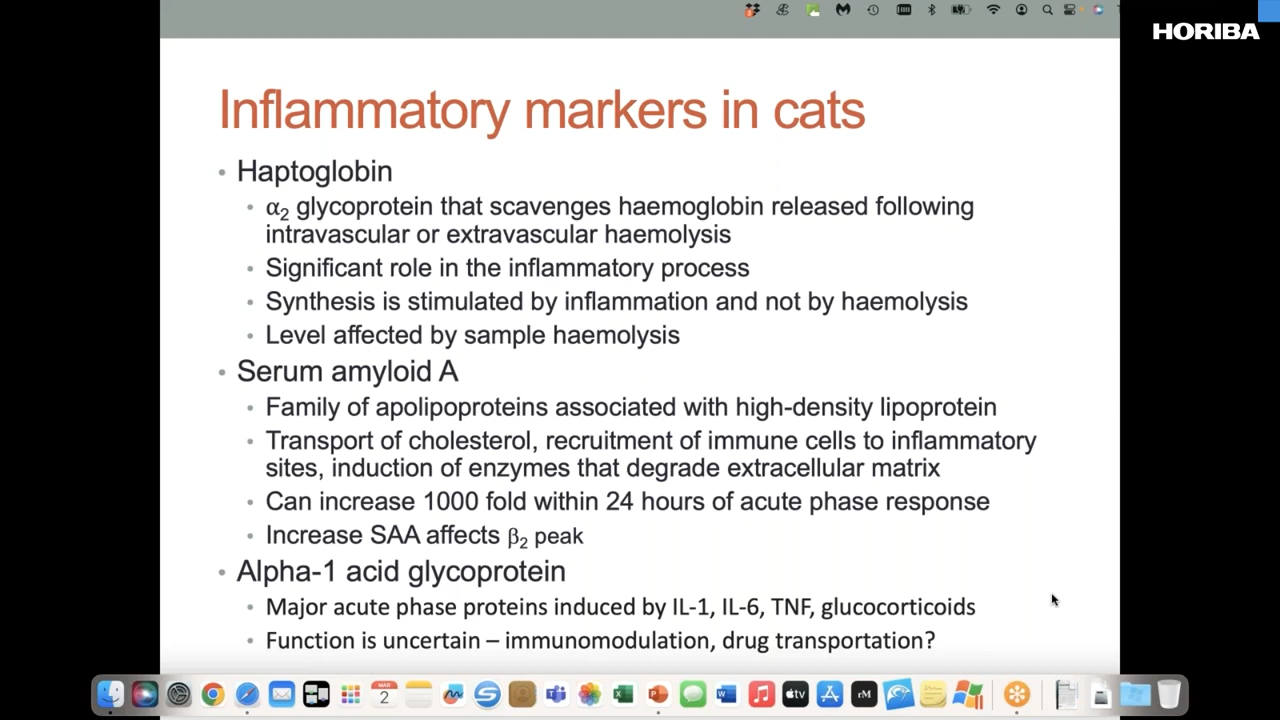 HORIBA
Inflammatory markers in cats
• Haptoglobin
• α₂ glycoprotein that scavenges haemoglobin released following
intravascular or extravascular haemolysis
• Significant role in the inflammatory process
• Synthesis is stimulated by inflammation and not by haemolysis
• Level affected by sample haemolysis
• Serum amyloid A
• Family of apolipoproteins associated with high-density lipoprotein
• Transport of cholesterol, recruitment of immune cells to inflammatory
sites, induction of enzymes that degrade extracellular matrix
• Can increase 1000 fold within 24 hours of acute phase response
• Increase SAA affects β₂ peak
• Alpha-1 acid glycoprotein
• Major acute phase proteins induced by IL-1, IL-6, TNF, glucocorticoids
• Function is uncertain – immunomodulation, drug transportation?
MAR
2
tv
rM